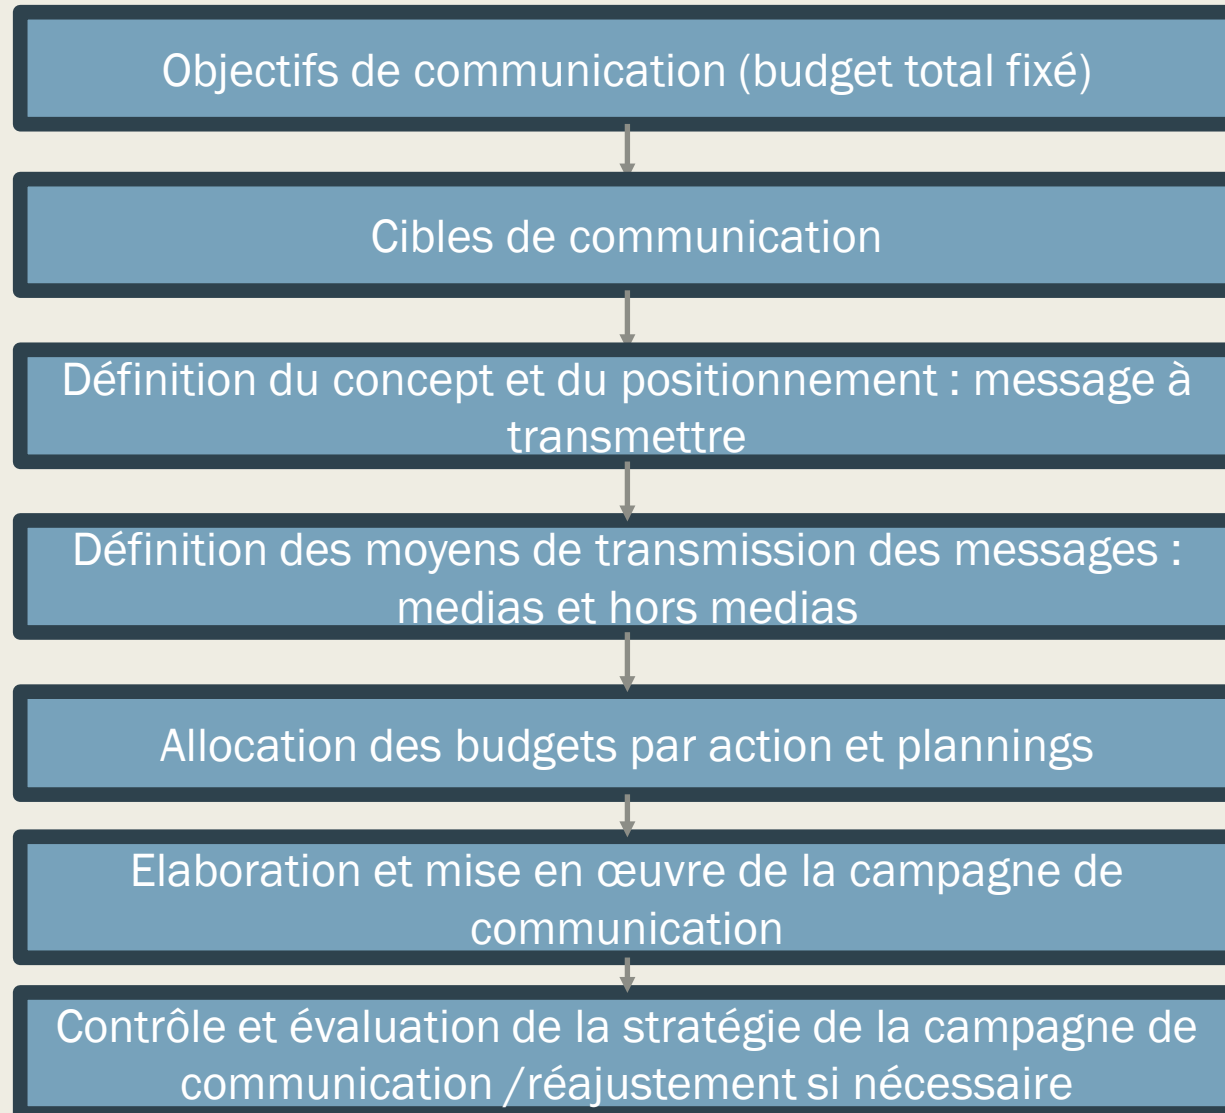 Objectifs de communication (budget total fixé)
Cibles de communication
Définition du concept et du positionnement : message à
transmettre
Définition des moyens de transmission des messages :
medias et hors medias
Allocation des budgets par action et plannings
Elaboration et mise en œuvre de la campagne de
communication
Contrôle et évaluation de la stratégie de la campagne de
communication /réajustement si nécessaire